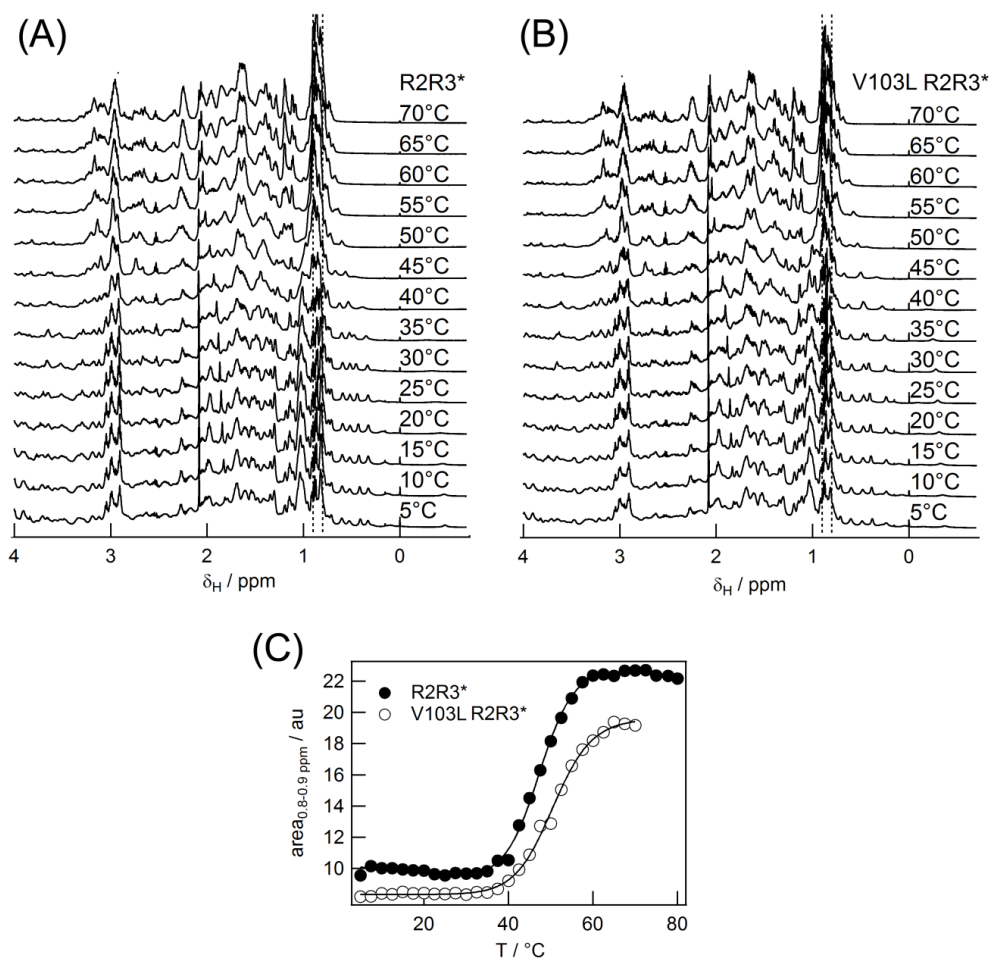 (A)
R2R3*
70°C
65°C
60°C
55°C
50°C
45°C
40°C
35°C
30°C
25°C
20°C
15°C
10°C
5°C
4 3 2 1 0
δH / ppm
(B)
V103L R2R3*
70°C
65°C
60°C
55°C
50°C
45°C
40°C
35°C
30°C
25°C
20°C
15°C
10°C
5°C
4 3 2 1 0
δH / ppm
(C)
area0.8-0.9 ppm / au
22
20
18
16
14
12
10
R2R3*
V103L R2R3*
20 40 60 80
T / °C